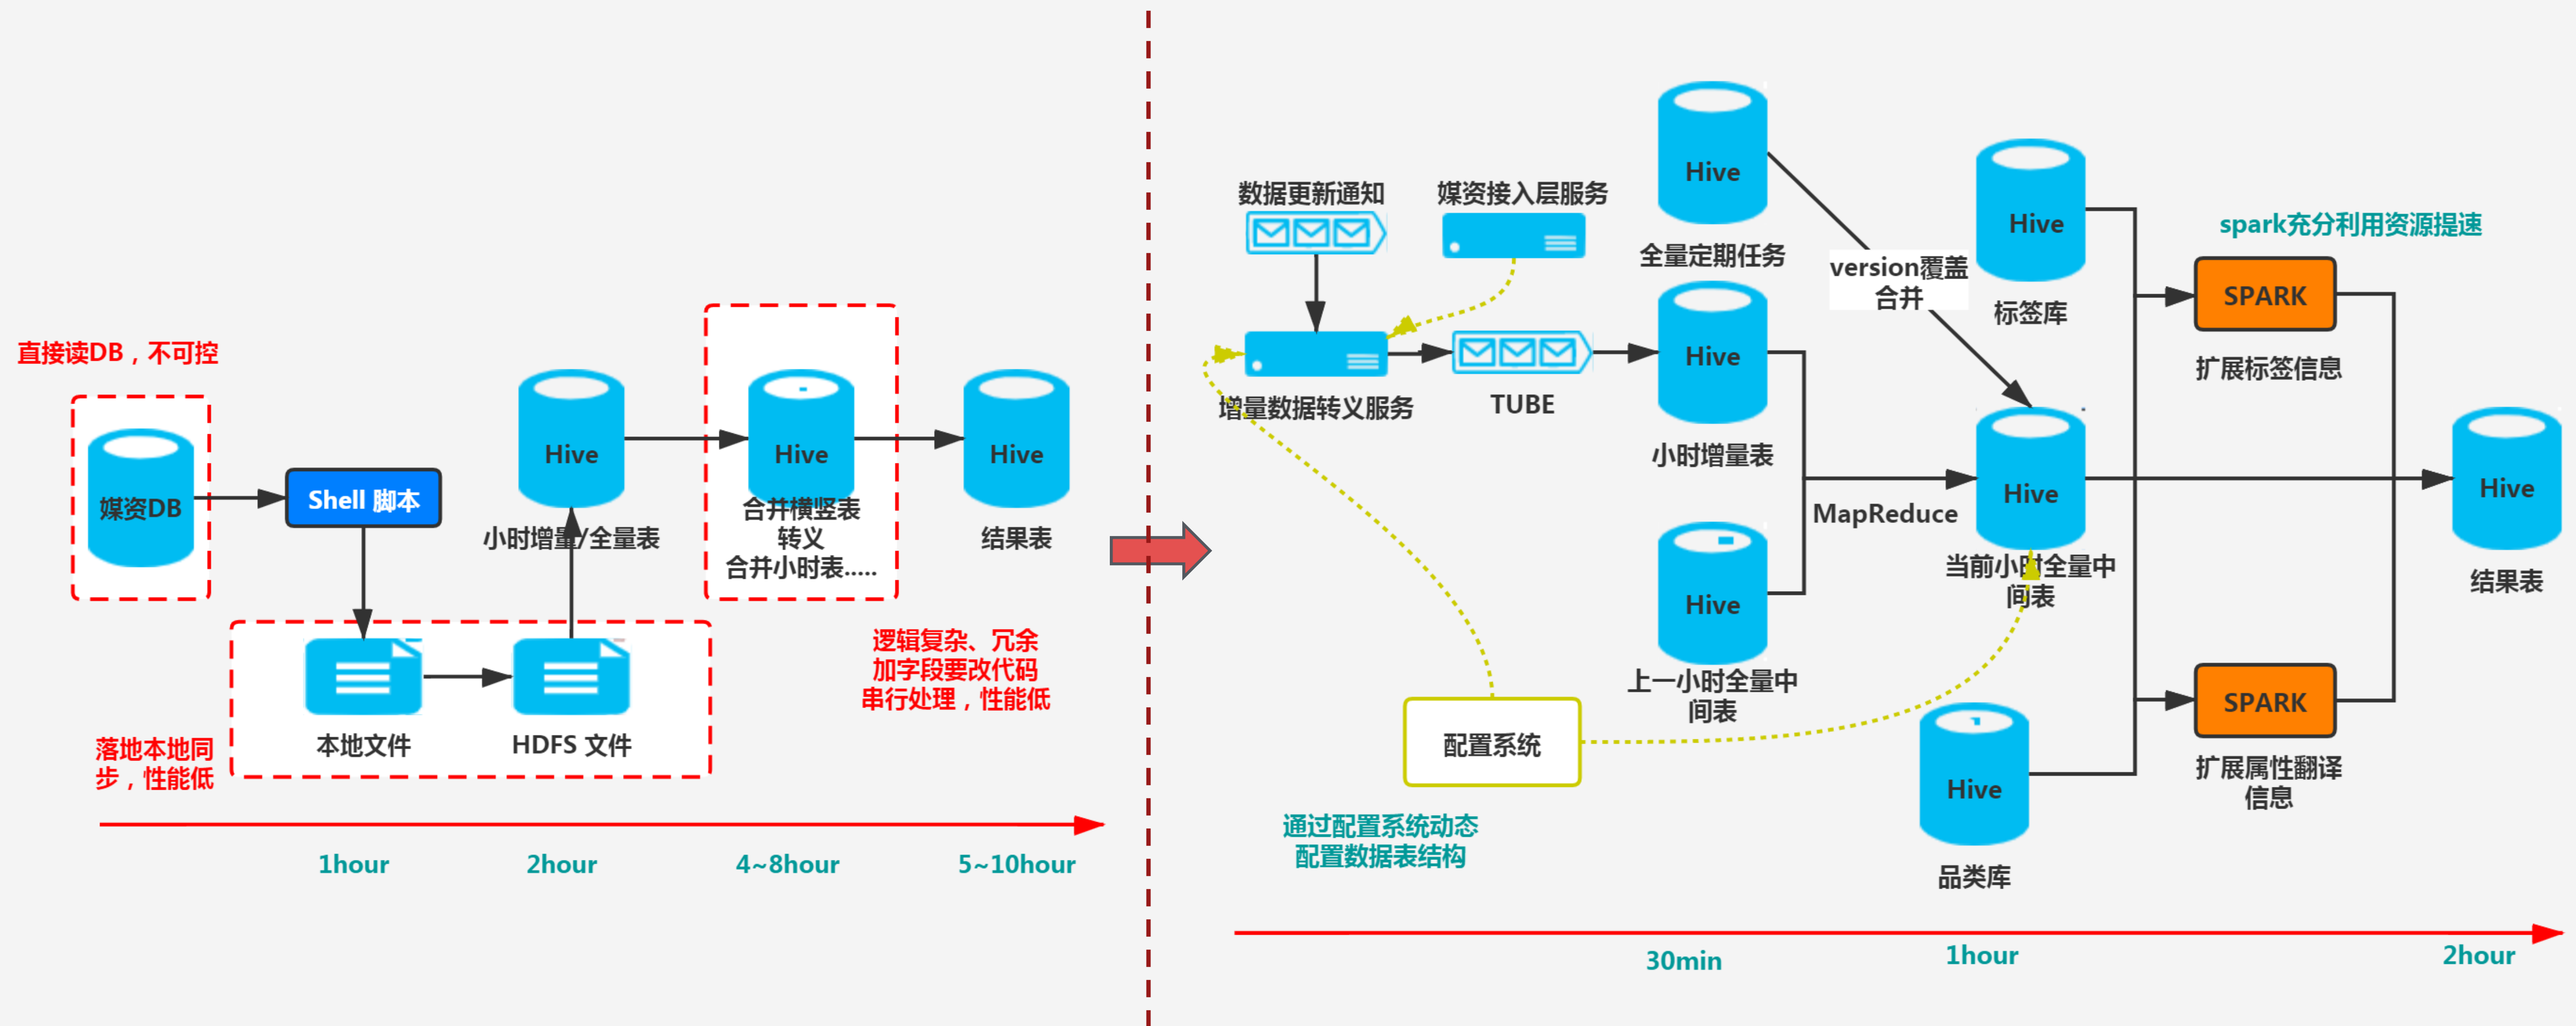 直接读DB，不可控
媒资DB
Shell 脚本
本地文件
HDFS 文件
落地本地同
步，性能低
Hive
小时增量/全量表
Hive
合并横竖表
转义
合并小时表.....
Hive
结果表
逻辑复杂、冗余
加字段要改代码
串行处理，性能低
1hour
2hour
4~8hour
5~10hour
数据更新通知
媒资接入层服务
增量数据转义服务
TUBE
Hive
全量定期任务
Hive
小时增量表
Hive
上一小时全量中
间表
version覆盖
合并
MapReduce
Hive
标签库
Hive
当前小时全量中
间表
Hive
品类库
spark充分利用资源提速
SPARK
扩展标签信息
SPARK
扩展属性翻译
信息
Hive
结果表
配置系统
通过配置系统动态
配置数据表结构
30min
1hour
2hour